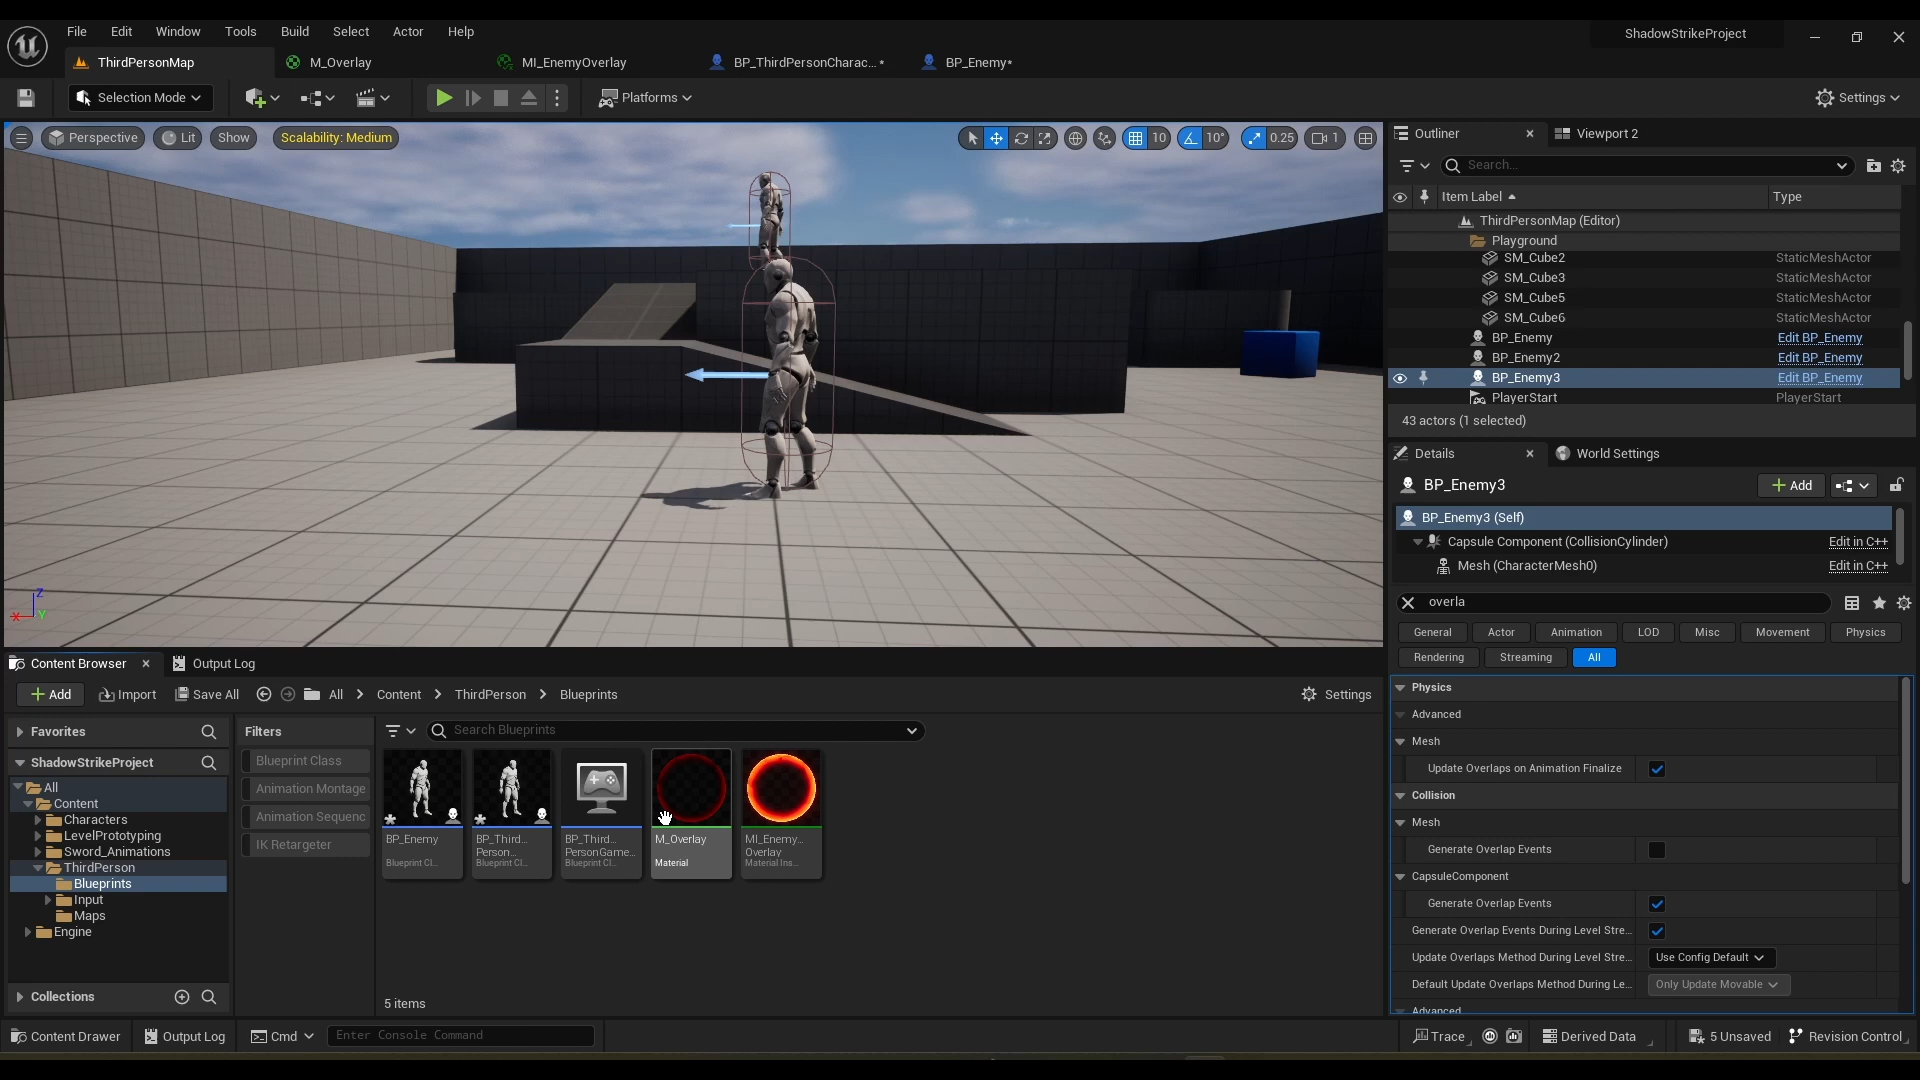 File Edit Window Tools Build Select Actor Help
ShadowStrikeProject
ThirdPersonMap M_Overlay MI_EnemyOverlay BP_ThirdPersonCharac... * BP_Enemy*
Selection Mode Platforms Settings
Perspective Lit Show Scalability: Medium 10 10° 0.25 1
Z
X Y
Outliner Viewport 2
Search...
Item Label Type
ThirdPersonMap (Editor)
Playground
SM_Cube2 StaticMeshActor
SM_Cube3 StaticMeshActor
SM_Cube5 StaticMeshActor
SM_Cube6 StaticMeshActor
BP_Enemy Edit BP_Enemy
BP_Enemy2 Edit BP_Enemy
BP_Enemy3 Edit BP_Enemy
PlayerStart PlayerStart
43 actors (1 selected)
Details World Settings
BP_Enemy3 Add
BP_Enemy3 (Self)
Capsule Component (CollisionCylinder) Edit in C++
Mesh (CharacterMesh0) Edit in C++
overla
General Actor Animation LOD Misc Movement Physics
Rendering Streaming All
Physics
Advanced
Mesh
Update Overlaps on Animation Finalize
Collision
Mesh
Generate Overlap Events
CapsuleComponent
Generate Overlap Events
Generate Overlap Events During Level Stre...
Update Overlaps Method During Level Stre... Use Config Default
Default Update Overlaps Method During Le... Only Update Movable
Advanced
Content Browser Output Log
Add Import Save All All Content ThirdPerson Blueprints Settings
Favorites
ShadowStrikeProject
All
Content
Characters
LevelPrototyping
Sword_Animations
ThirdPerson
Blueprints
Input
Maps
Engine
Collections
Filters
Blueprint Class
Animation Montage
Animation Sequenc
IK Retargeter
Search Blueprints
BP_Enemy
Blueprint Cl...
BP_Third...
Person...
Blueprint Cl...
BP_Third...
PersonGame...
Blueprint Cl...
M_Overlay
Material
MI_Enemy_
Overlay
Material Ins...
5 items
Content Drawer Output Log Cmd Enter Console Command Trace Derived Data 5 Unsaved Revision Control